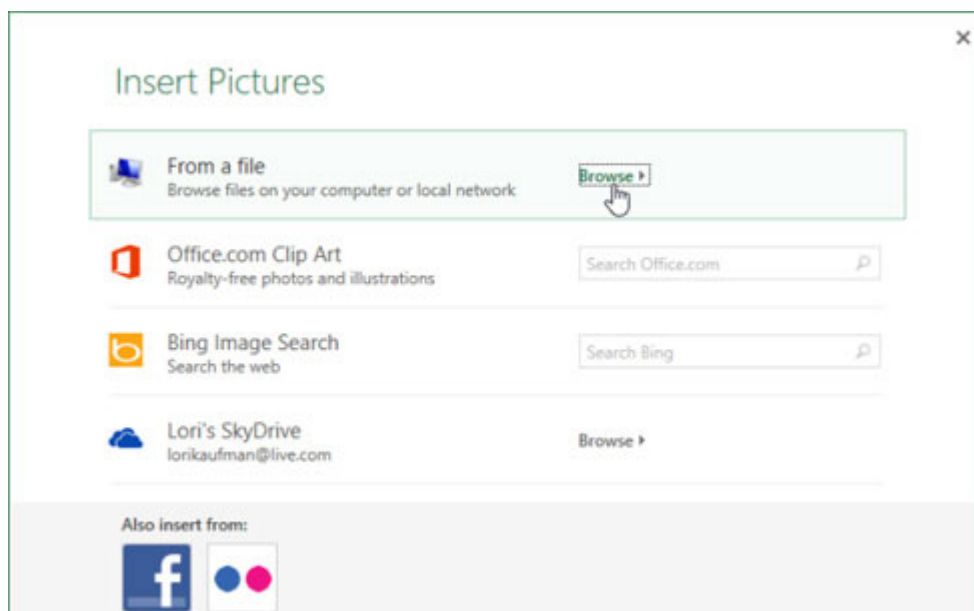 Insert Pictures
From a file
Browse files on your computer or local network
Browse
Office.com Clip Art
Royalty-free photos and illustrations
Search Office.com
Bing Image Search
Search the web
Search Bing
Lori's SkyDrive
lorikaufman@live.com
Browse
Also insert from: